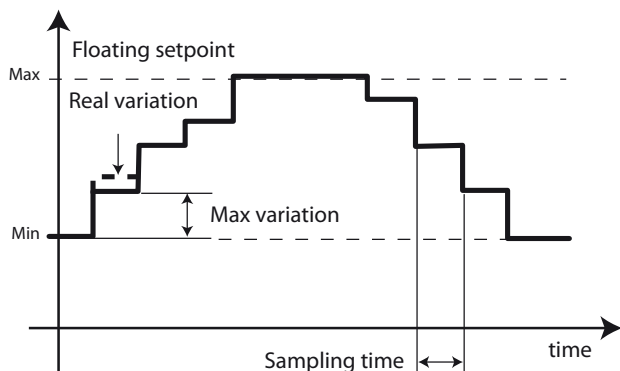 Floating setpoint
Max
Real variation
Max variation
Min
time
Sampling time